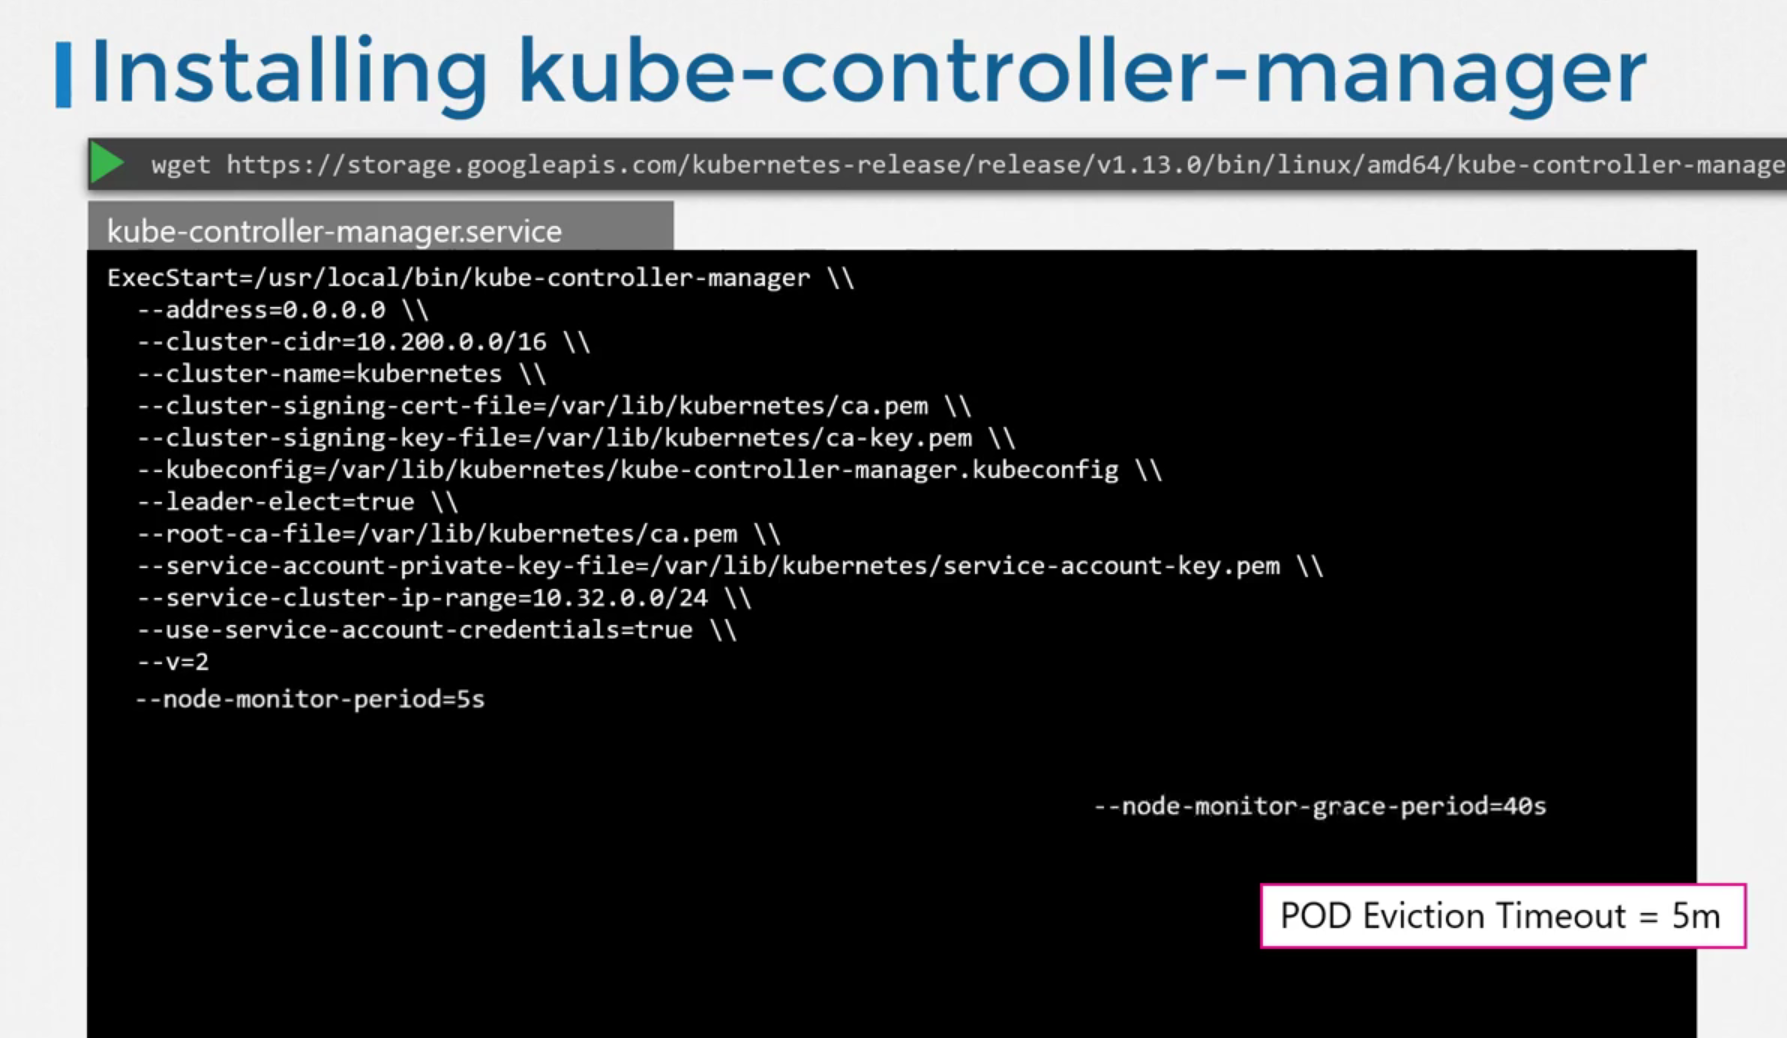 Installing kube-controller-manager
wget https://storage.googleapis.com/kubernetes-release/release/v1.13.0/bin/linux/amd64/kube-controller-manage
kube-controller-manager.service
ExecStart=/usr/local/bin/kube-controller-manager \\
--address=0.0.0.0 \\
--cluster-cidr=10.200.0.0/16 \\
--cluster-name=kubernetes \\
--cluster-signing-cert-file=/var/lib/kubernetes/ca.pem \\
--cluster-signing-key-file=/var/lib/kubernetes/ca-key.pem \\
--kubeconfig=/var/lib/kubernetes/kube-controller-manager.kubeconfig \\
--leader-elect=true \\
--root-ca-file=/var/lib/kubernetes/ca.pem \\
--service-account-private-key-file=/var/lib/kubernetes/service-account-key.pem \\
--service-cluster-ip-range=10.32.0.0/24 \\
--use-service-account-credentials=true \\
--v=2
--node-monitor-period=5s
--node-monitor-grace-period=40s
POD Eviction Timeout = 5m